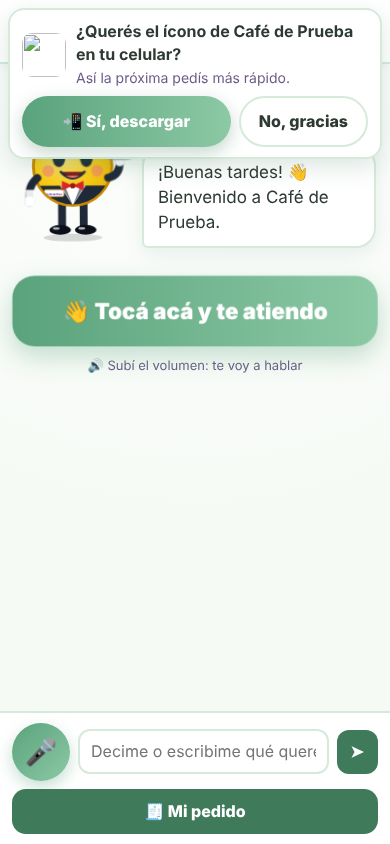 ¿Querés el ícono de Café de Prueba
en tu celular?
Así la próxima pedís más rápido.
📲 Sí, descargar
No, gracias
¡Buenas tardes! 👋
Bienvenido a Café de
Prueba.
👋 Tocá acá y te atiendo
🔊 Subí el volumen: te voy a hablar
Decime o escribime qué quere
➤
🧾 Mi pedido